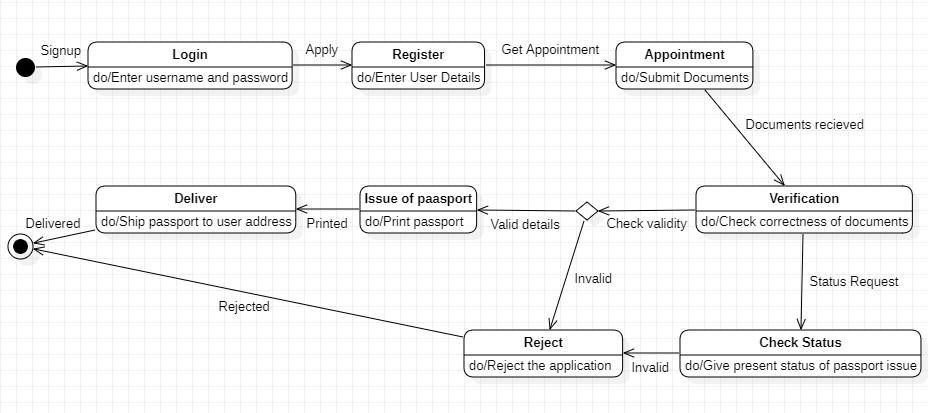 Signup
Login
do/Enter username and password
Apply
Register
do/Enter User Details
Get Appointment
Appointment
do/Submit Documents
Documents recieved
Verification
do/Check correctness of documents
Check validity
Valid details
Issue of paasport
do/Print passport
Printed
Deliver
do/Ship passport to user address
Delivered
Invalid
Status Request
Check Status
do/Give present status of passport issue
Invalid
Reject
do/Reject the application
Rejected